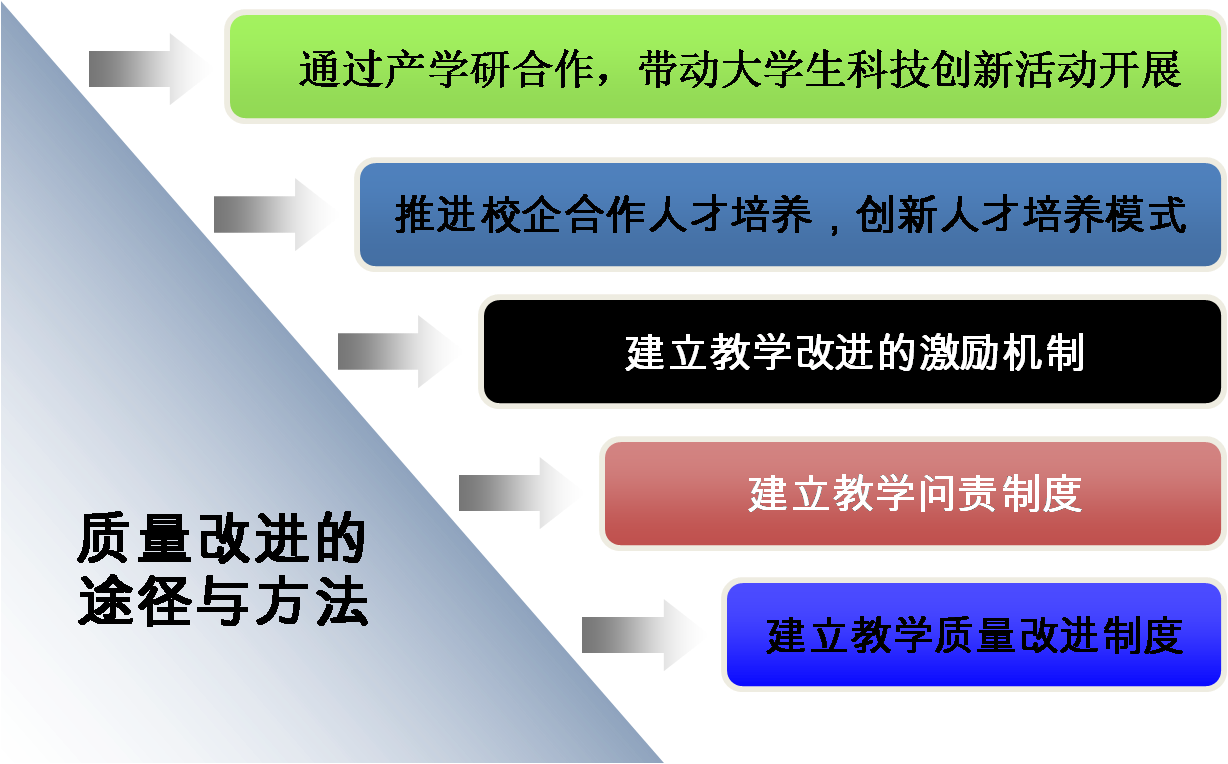 通过产学研合作，带动大学生科技创新活动开展
推进校企合作人才培养，创新人才培养模式
建立教学改进的激励机制
建立教学问责制度
建立教学质量改进制度
质量改进的
途径与方法